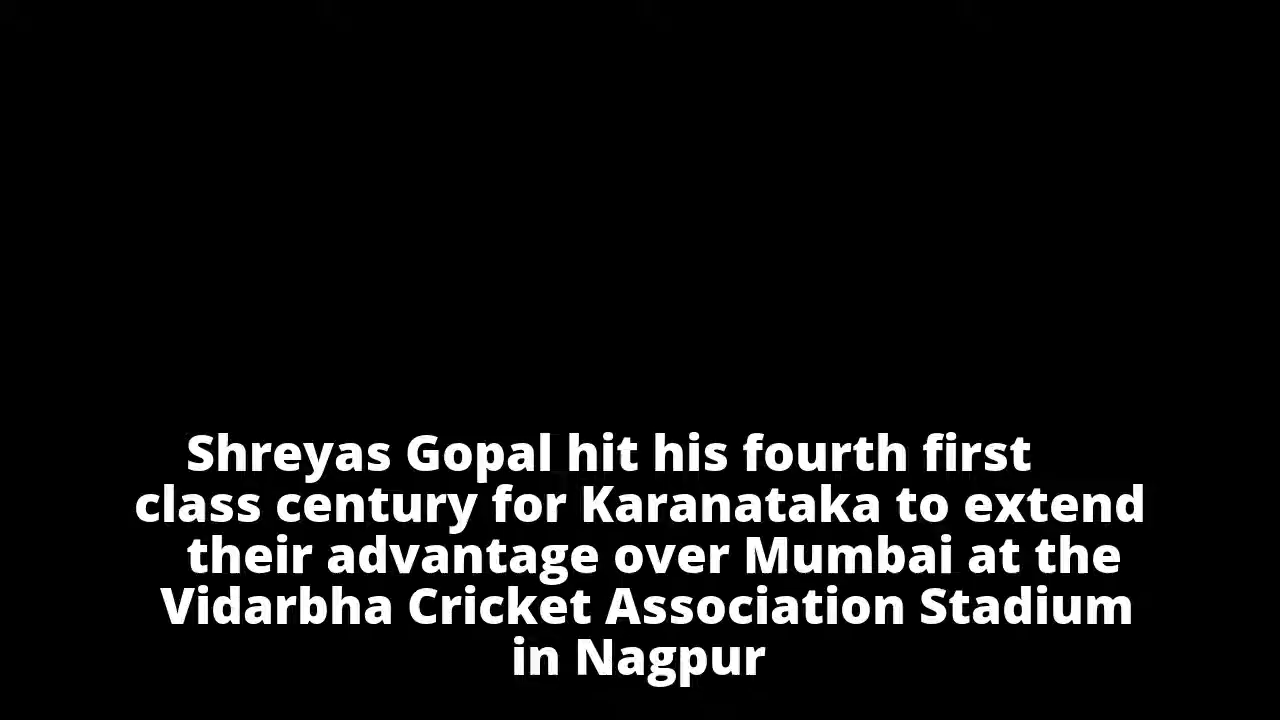 Shreyas Gopal hit his fourth first
class century for Karanataka to extend
their advantage over Mumbai at the
Vidarbha Cricket Association Stadium
in Nagpur